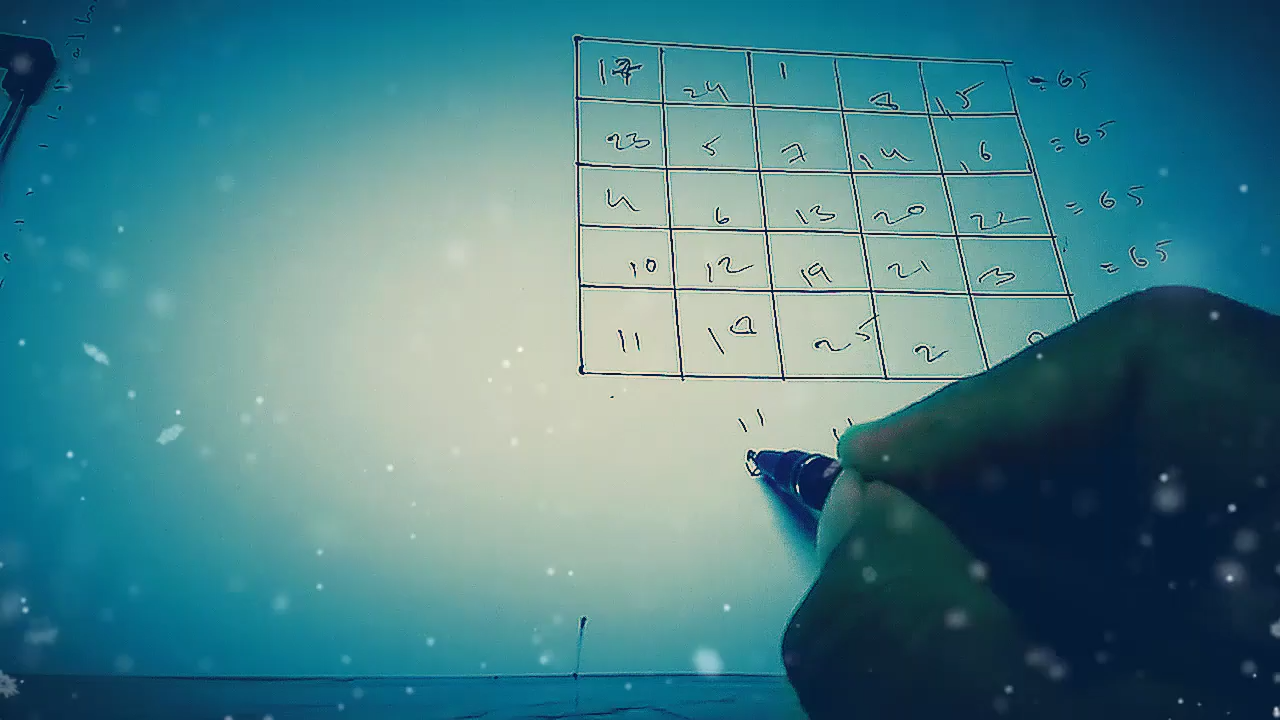 17 24 1 8 15 = 65
23 5 7 14 16 = 65
4 6 13 20 22 = 65
10 12 19 21 3 = 65
11 18 25 2